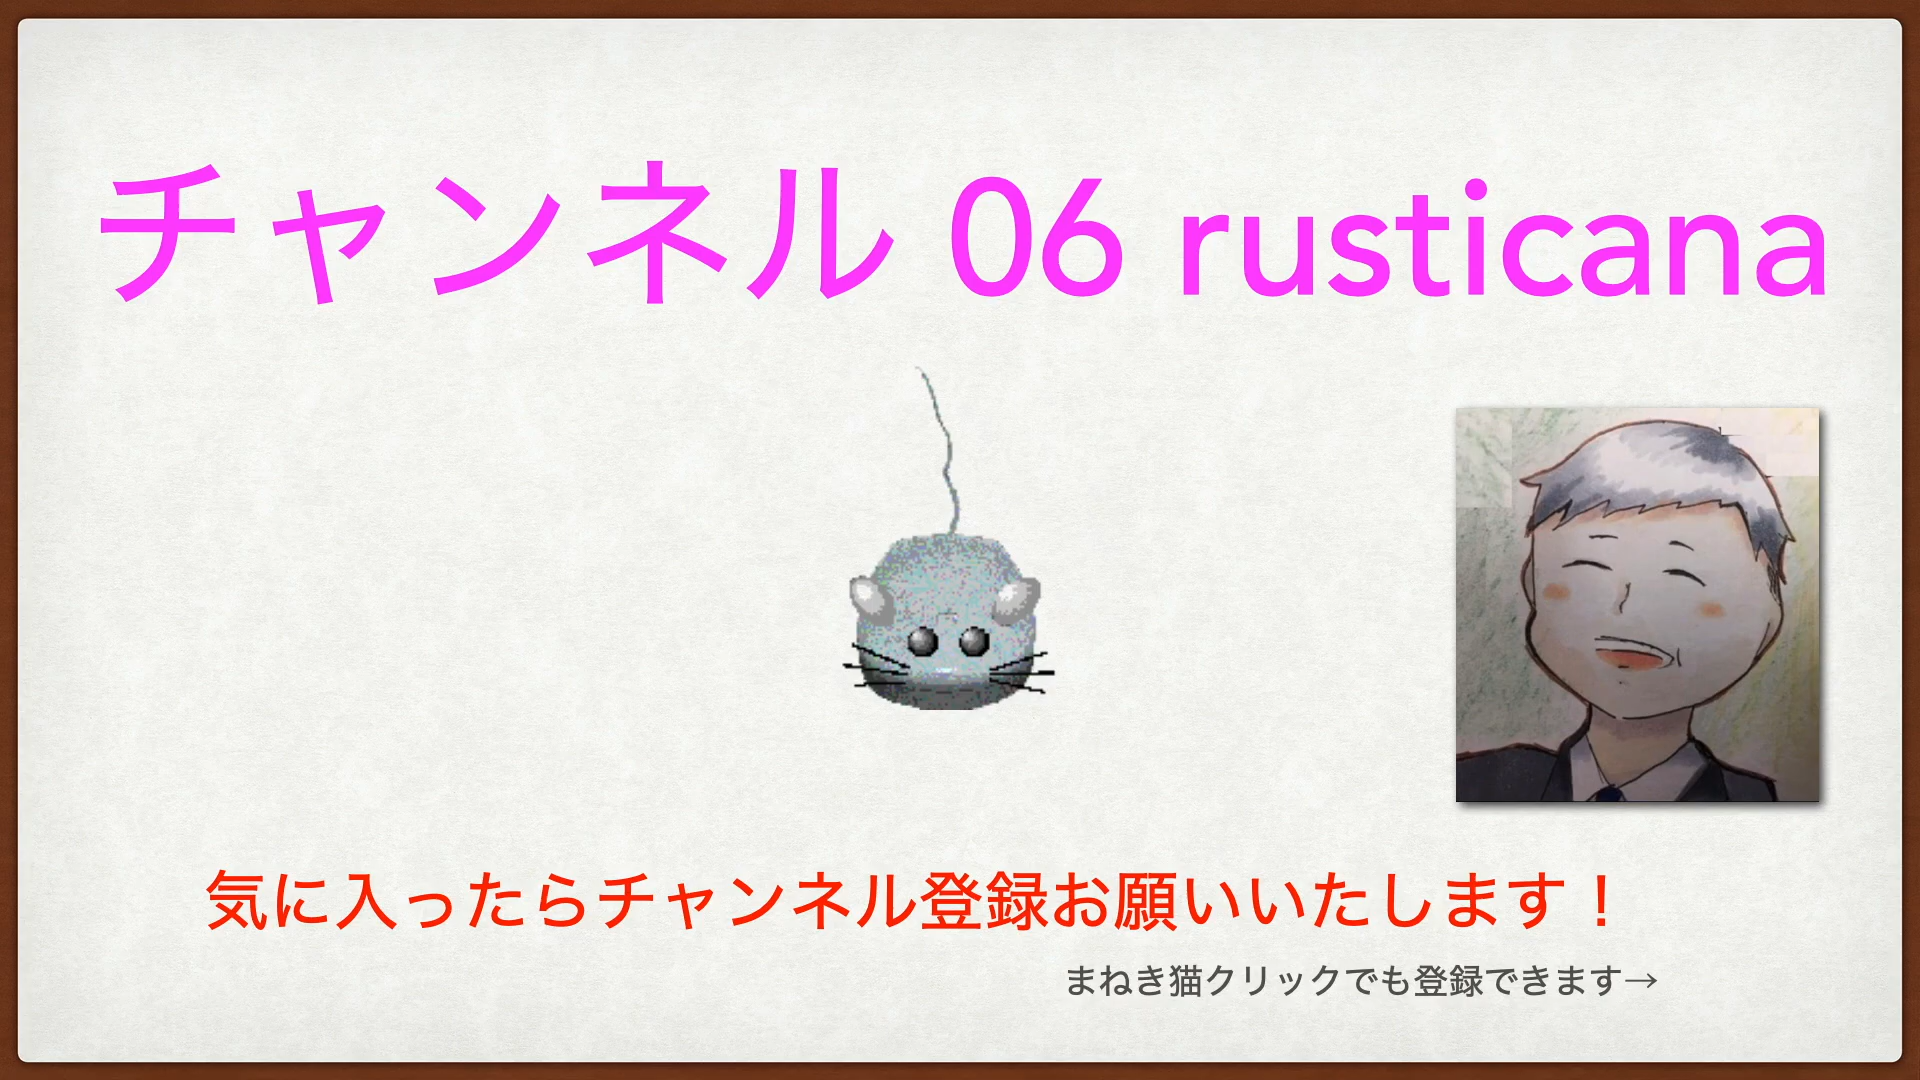 チャンネル 06 rusticana
気に入ったらチャンネル登録お願いいたします！
まねき猫クリックでも登録できます→